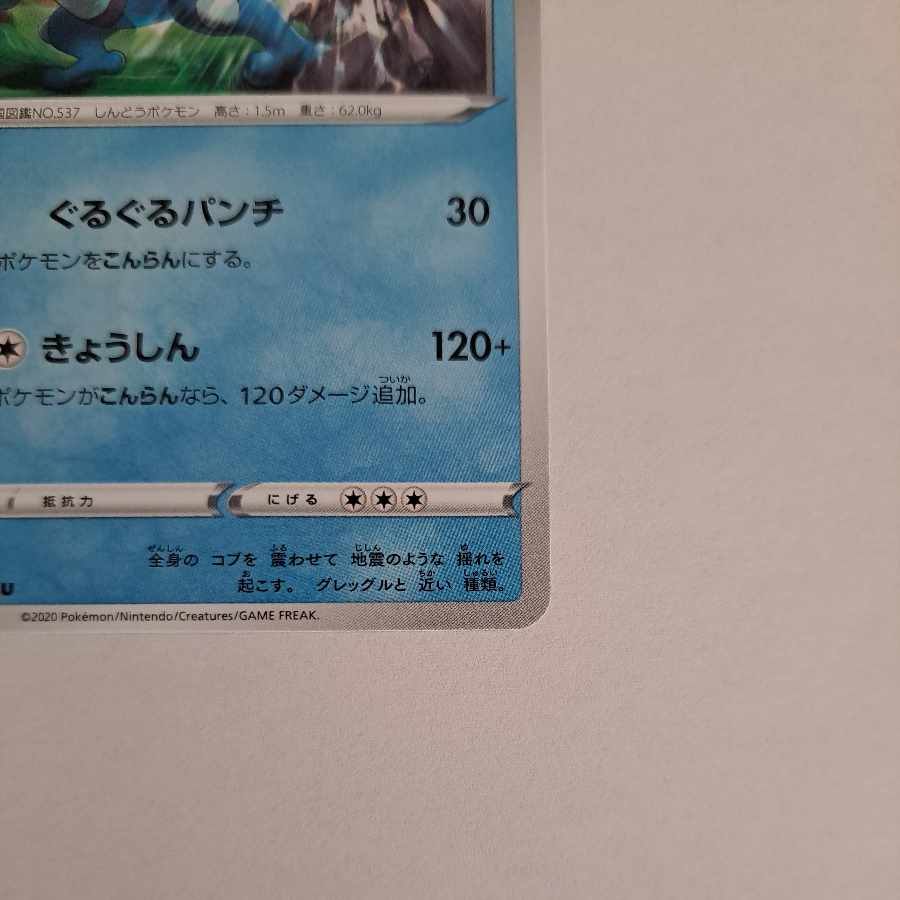 図鑑NO.537 しんどうポケモン 高さ：1.5m 重さ：62.0kg
ぐるぐるパンチ 30
ポケモンをこんらんにする。
きょうしん 120+
ポケモンがこんらんなら、120ダメージ追加。
抵抗力 にげる
全身の コブを 震わせて 地震のような 揺れを
起こす。 グレッグルと 近い 種類。
©2020 Pokémon/Nintendo/Creatures/GAME FREAK.